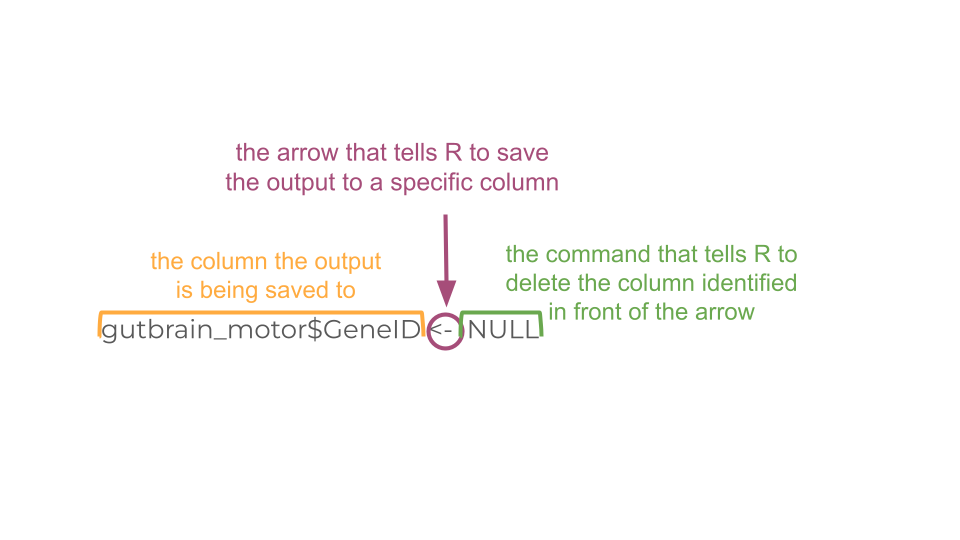 the arrow that tells R to save
the output to a specific column
the column the output
is being saved to
the command that tells R to
delete the column identified
in front of the arrow
gutbrain_motor$GeneID <- NULL